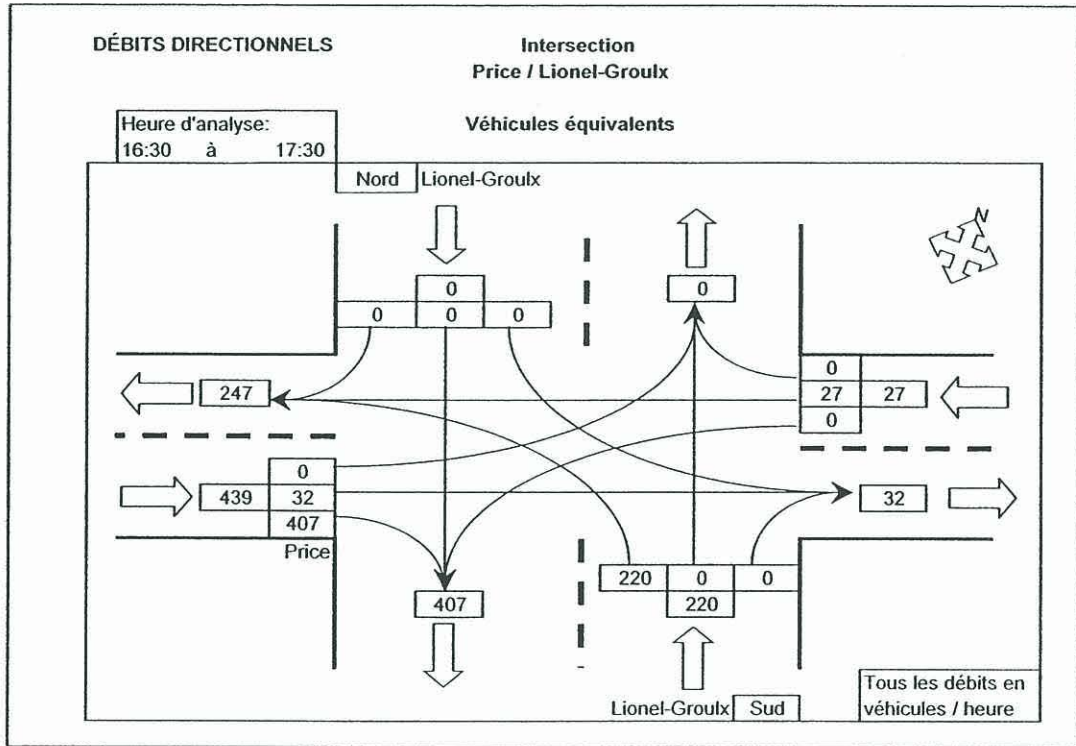 DÉBITS DIRECTIONNELS
Intersection
Price / Lionel-Groulx
Heure d'analyse:
16:30 à 17:30
Véhicules équivalents
Nord Lionel-Groulx
N
0
0 0 0
0
247
0
27 27
0
0
439 32
407
Price
32
407
220 0 0
220
Lionel-Groulx Sud
Tous les débits en
véhicules / heure